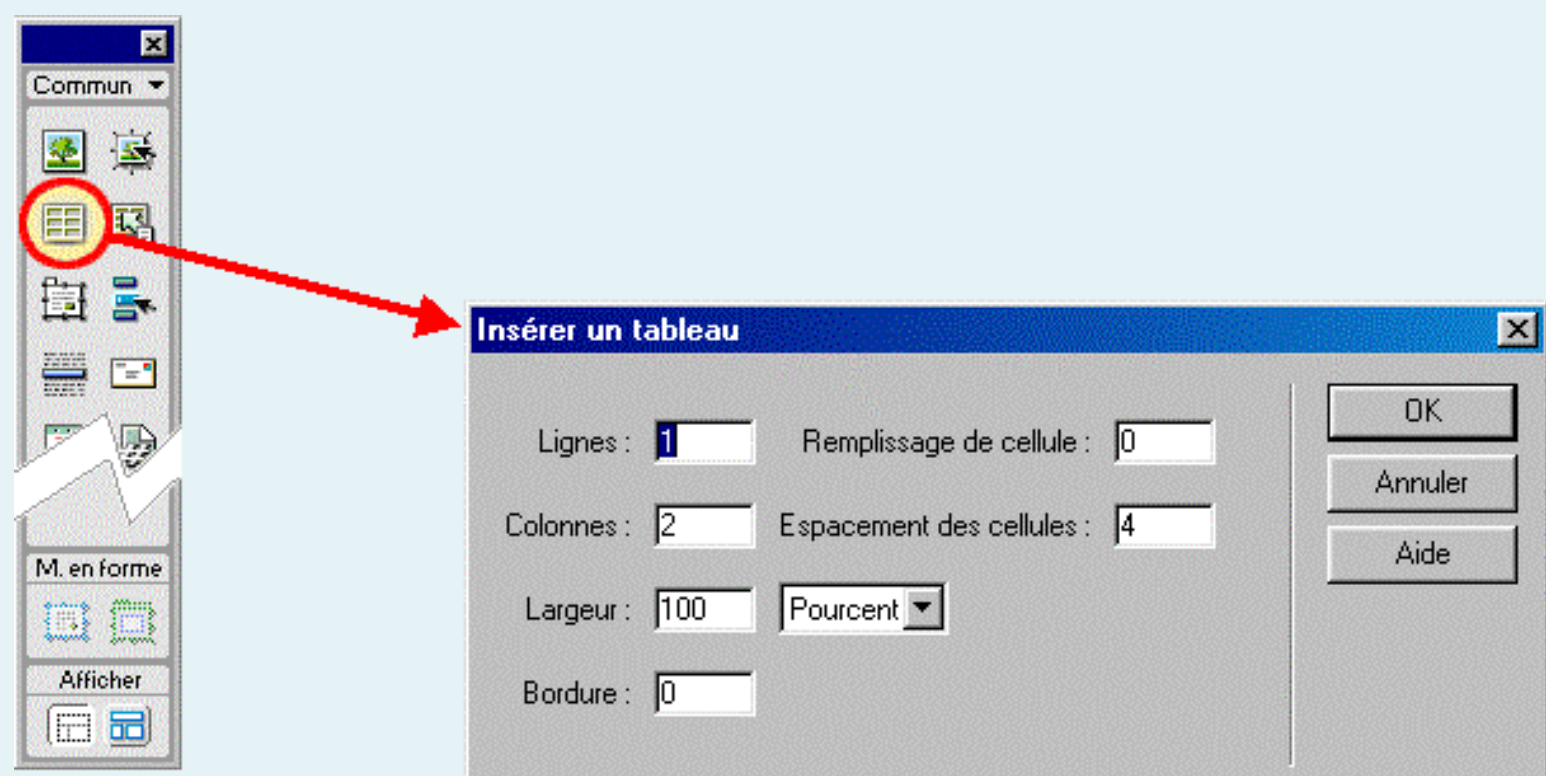 Commun
Insérer un tableau
Lignes : 1 Remplissage de cellule : 0 OK
Colonnes : 2 Espacement des cellules : 4 Annuler
Aide
Largeur : 100 Pourcent
Bordure : 0
M. en forme
Afficher